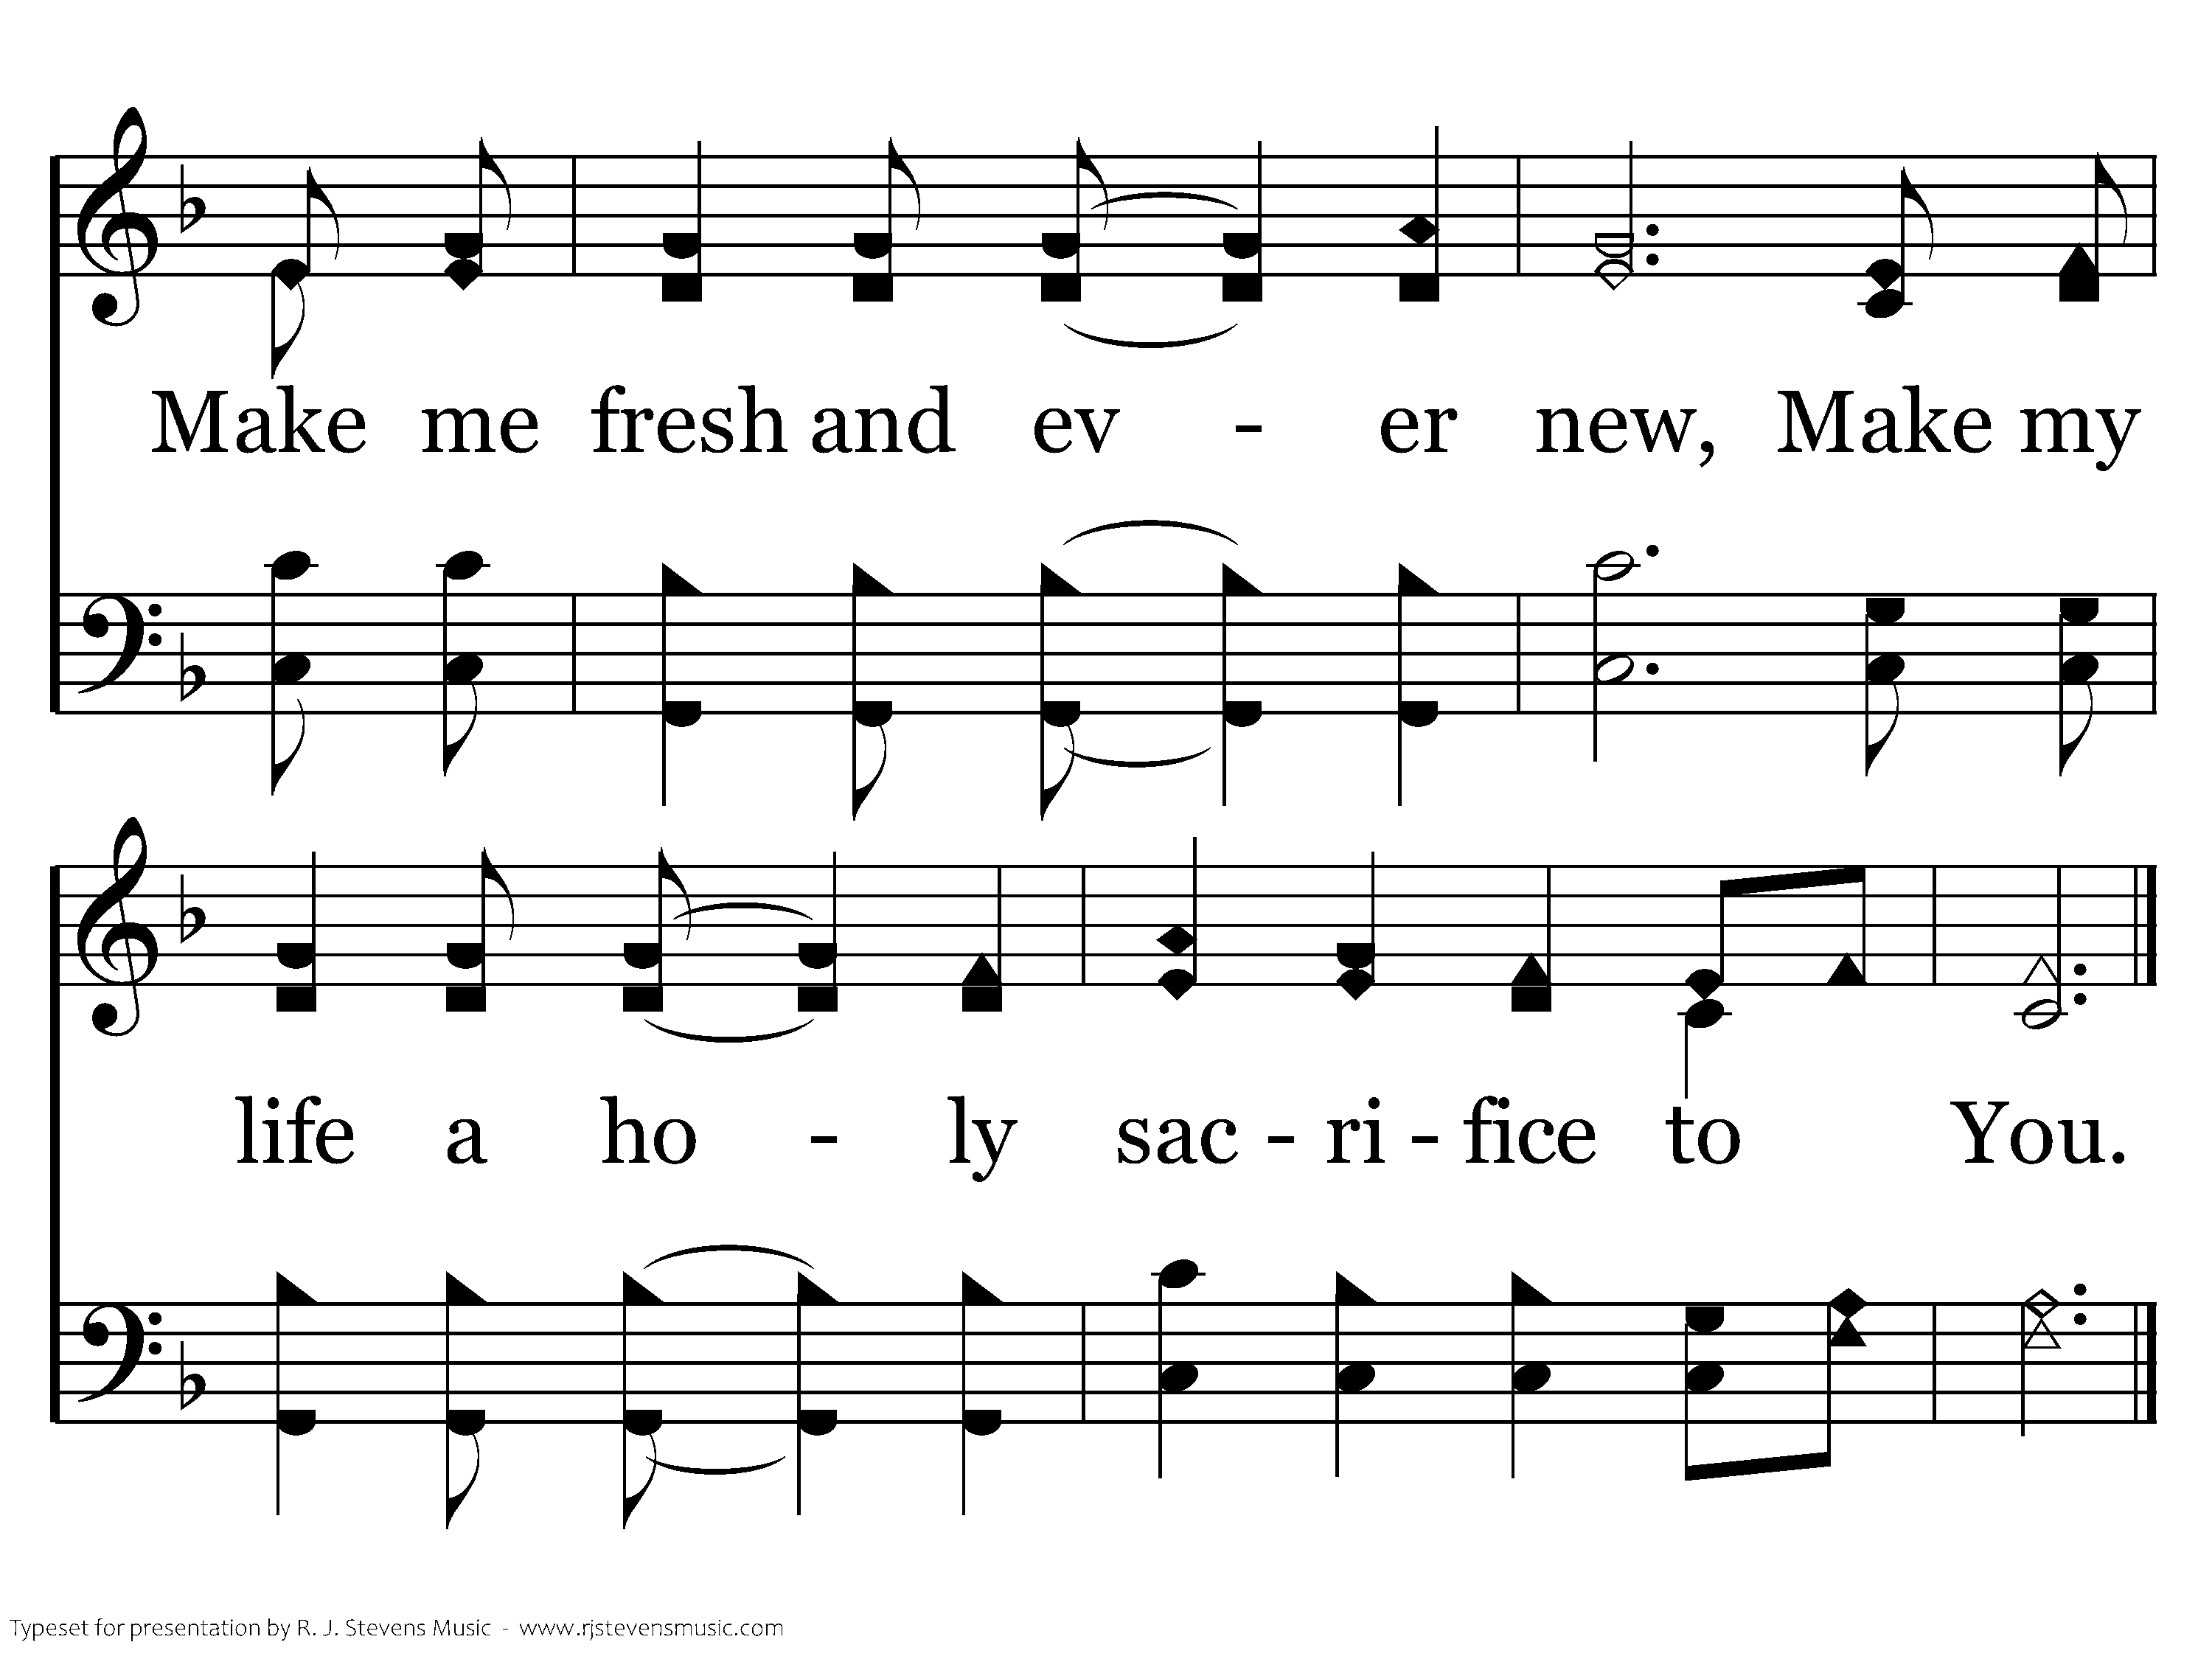 Make me fresh and ev - er new, Make my
life a ho - ly sac - ri - fice to You.
Typeset for presentation by R. J. Stevens Music - www.rjstevensmusic.com